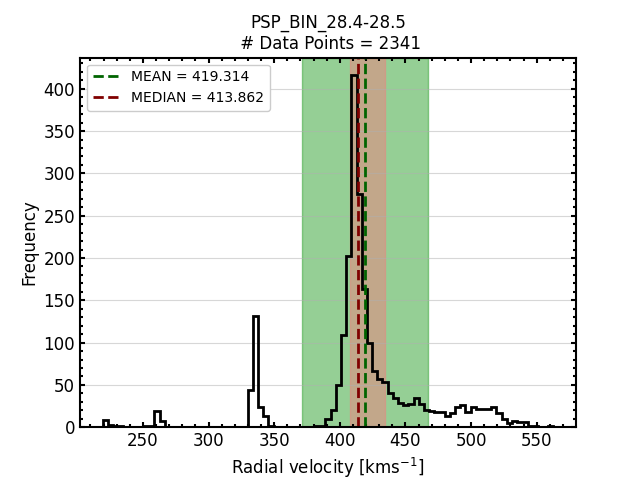 PSP_BIN_28.4-28.5
# Data Points = 2341
MEAN = 419.314
MEDIAN = 413.862
400
350
300
250
200
150
100
50
0
Frequency
250 300 350 400 450 500 550
Radial velocity [kms⁻¹]